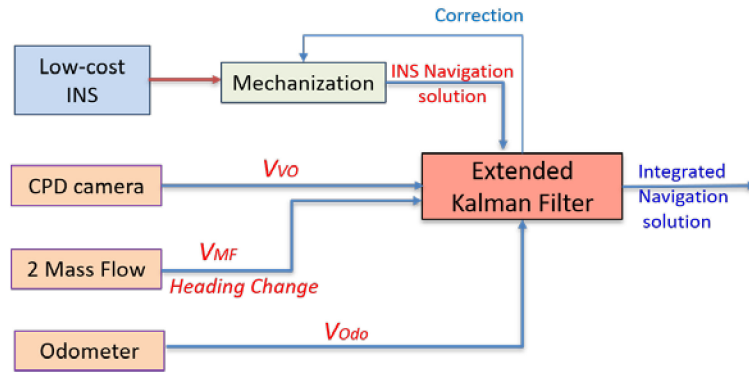 Correction
Low-cost
INS
Mechanization
INS Navigation
solution
CPD camera
VVO
Extended
Kalman Filter
Integrated
Navigation
solution
2 Mass Flow
VMF
Heading Change
Odometer
VOdo